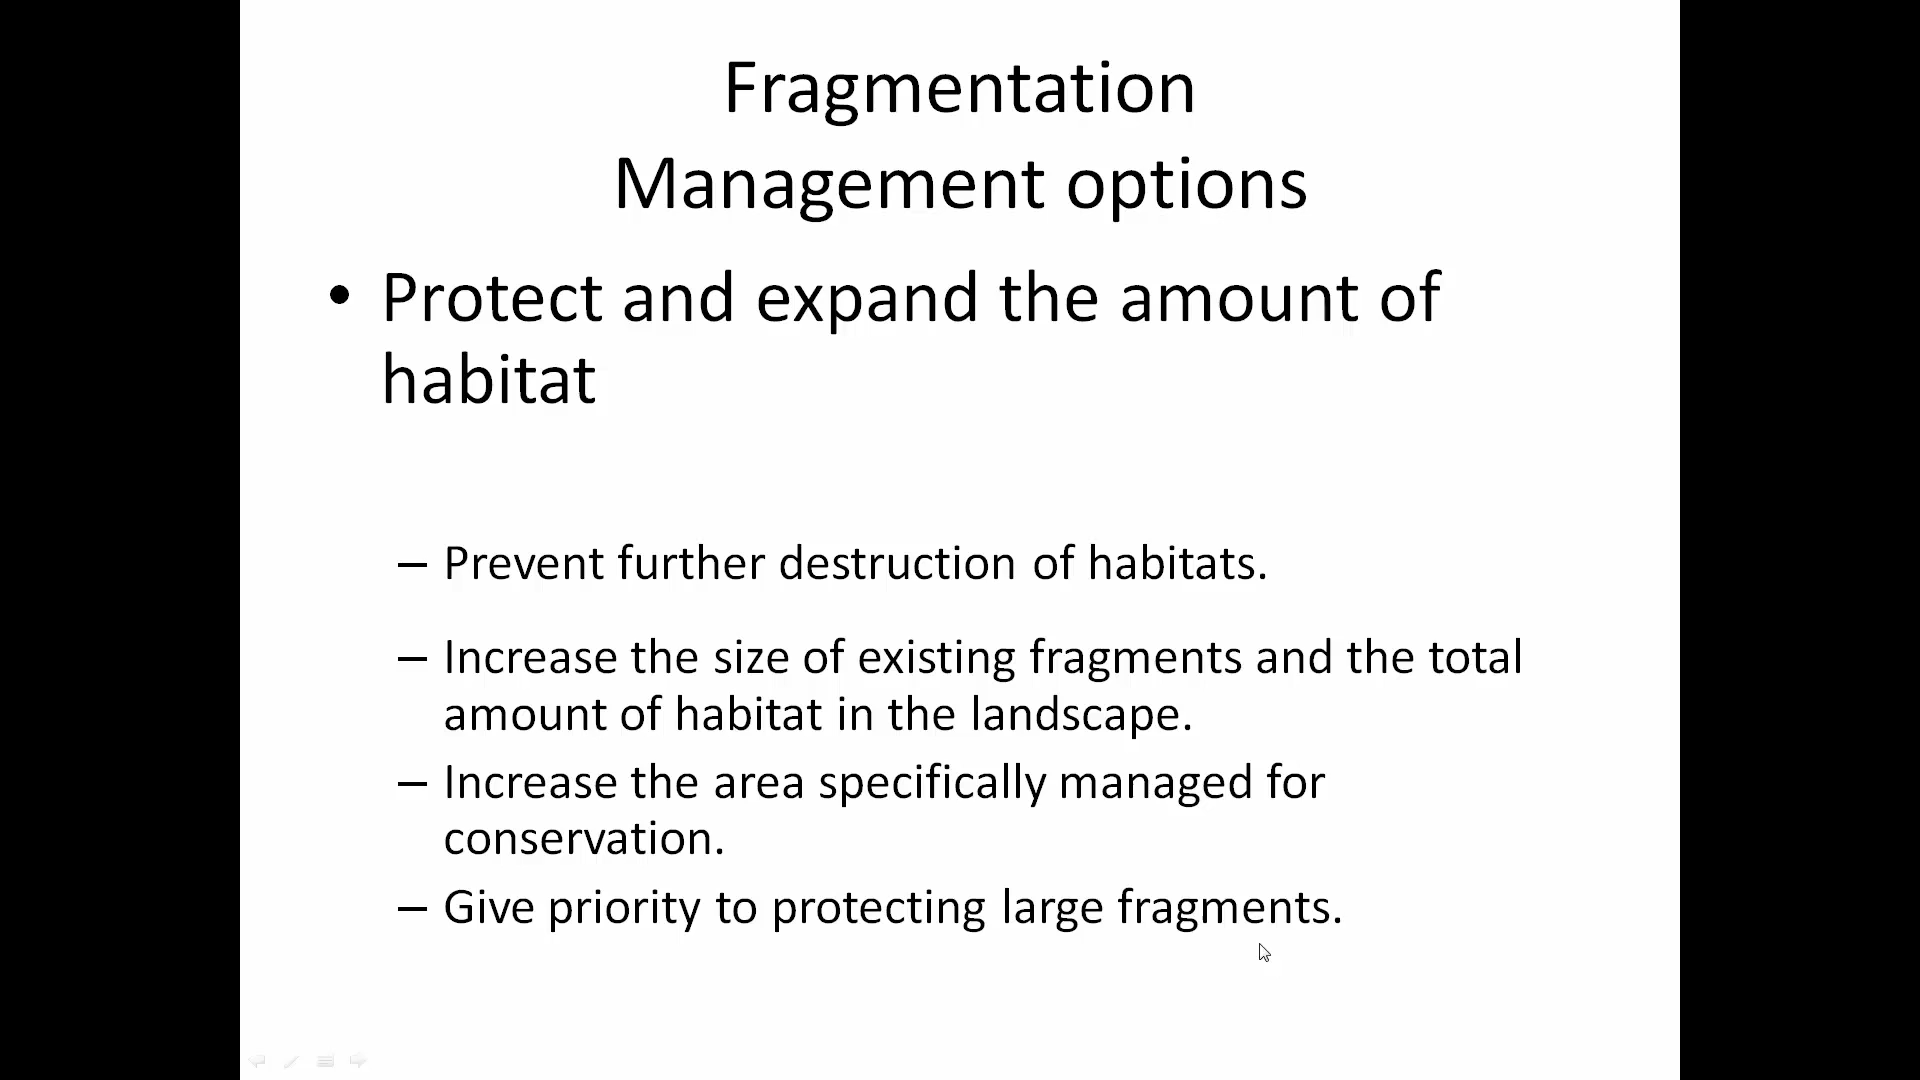 Fragmentation
Management options
• Protect and expand the amount of
habitat
– Prevent further destruction of habitats.
– Increase the size of existing fragments and the total
amount of habitat in the landscape.
– Increase the area specifically managed for
conservation.
– Give priority to protecting large fragments.